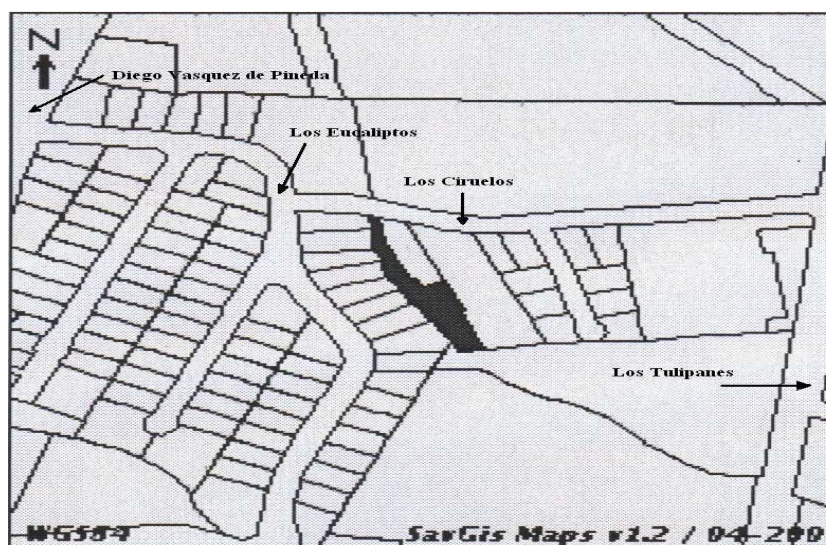 N
Diego Vasquez de Pineda
Los Eucaliptos
Los Ciruelos
Los Tulipanes
WGS84
SavGis Maps v1.2 / 04-200